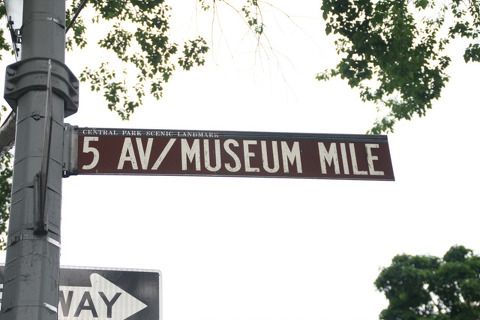 CENTRAL PARK SCENIC LANDMARK
5 AV/MUSEUM MILE
WAY